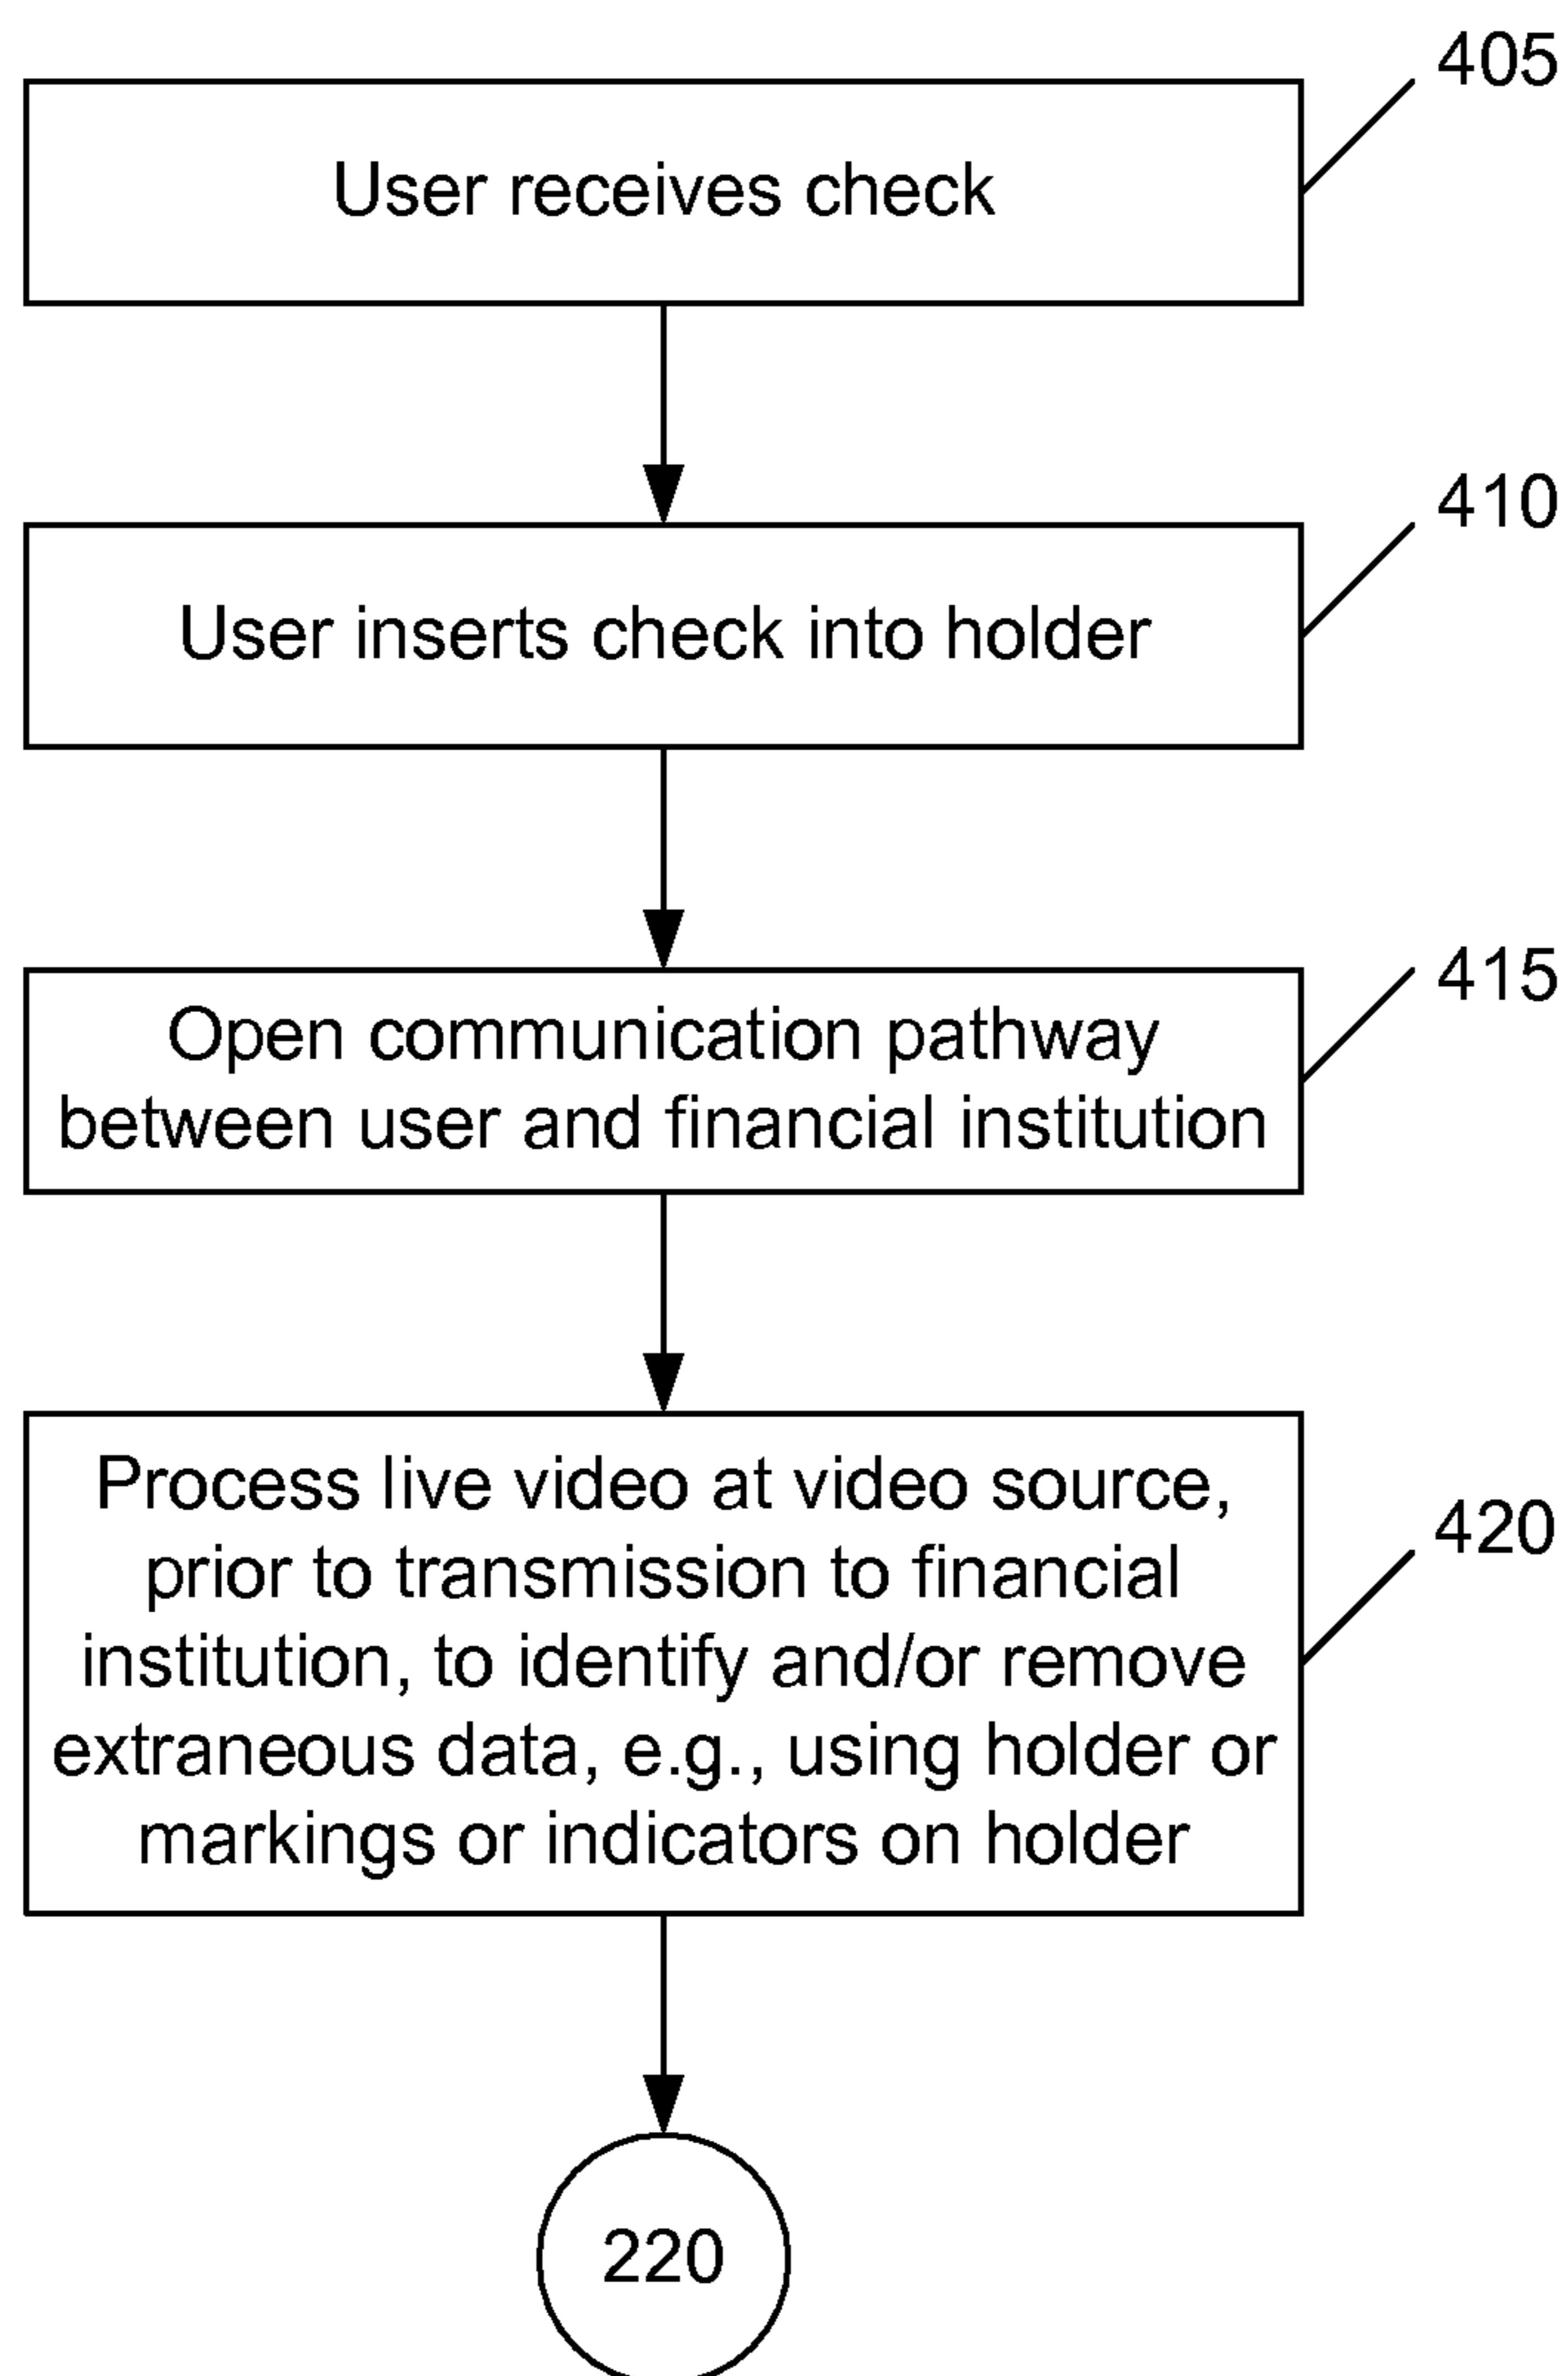 405
User receives check
410
User inserts check into holder
415
Open communication pathway
between user and financial institution
420
Process live video at video source,
prior to transmission to financial
institution, to identify and/or remove
extraneous data, e.g., using holder or
markings or indicators on holder
220